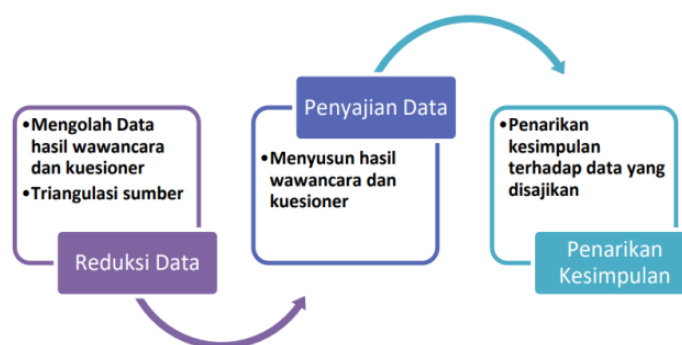 •Mengolah Data
hasil wawancara
dan kuesioner
•Triangulasi sumber
Reduksi Data
Penyajian Data
•Menyusun hasil
wawancara dan
kuesioner
•Penarikan
kesimpulan
terhadap data yang
disajikan
Penarikan
Kesimpulan